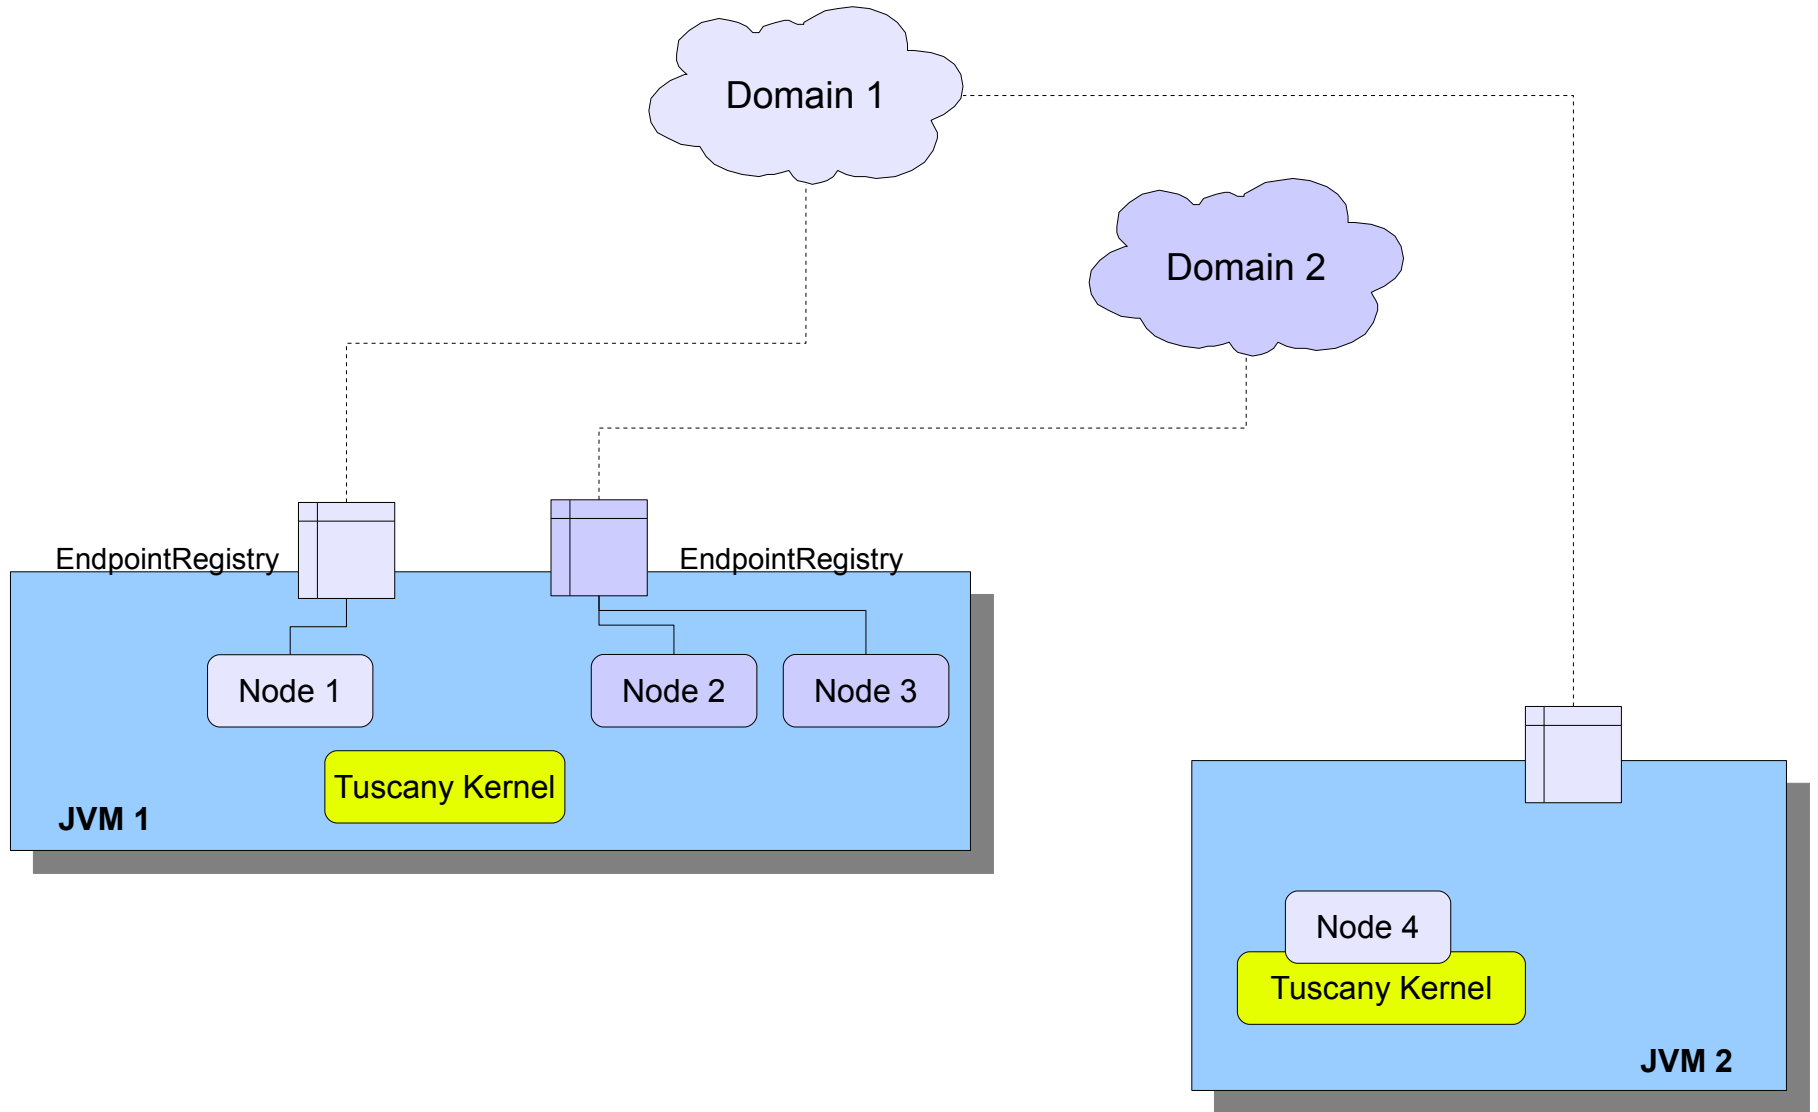 Domain 1
Domain 2
EndpointRegistry
EndpointRegistry
Node 1
Node 2
Node 3
Tuscany Kernel
JVM 1
Node 4
Tuscany Kernel
JVM 2